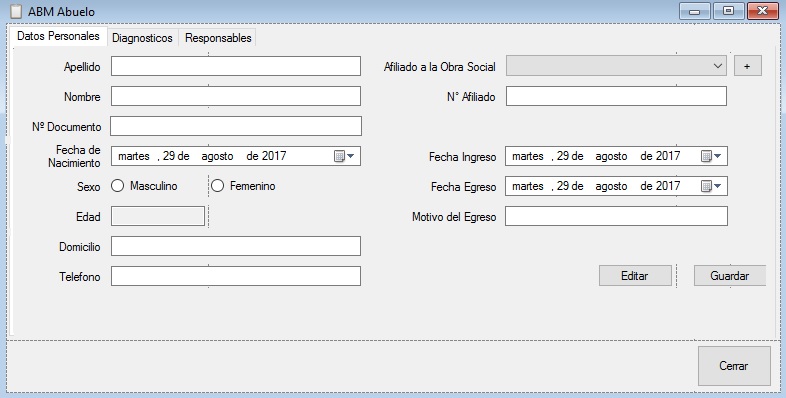 ABM Abuelo
Datos Personales Diagnosticos Responsables
Apellido Afiliado a la Obra Social +
Nombre N° Afiliado
Nº Documento
Fecha de Nacimiento martes , 29 de agosto de 2017 Fecha Ingreso martes , 29 de agosto de 2017
Sexo Masculino Femenino Fecha Egreso martes , 29 de agosto de 2017
Edad Motivo del Egreso
Domicilio
Telefono Editar Guardar
Cerrar